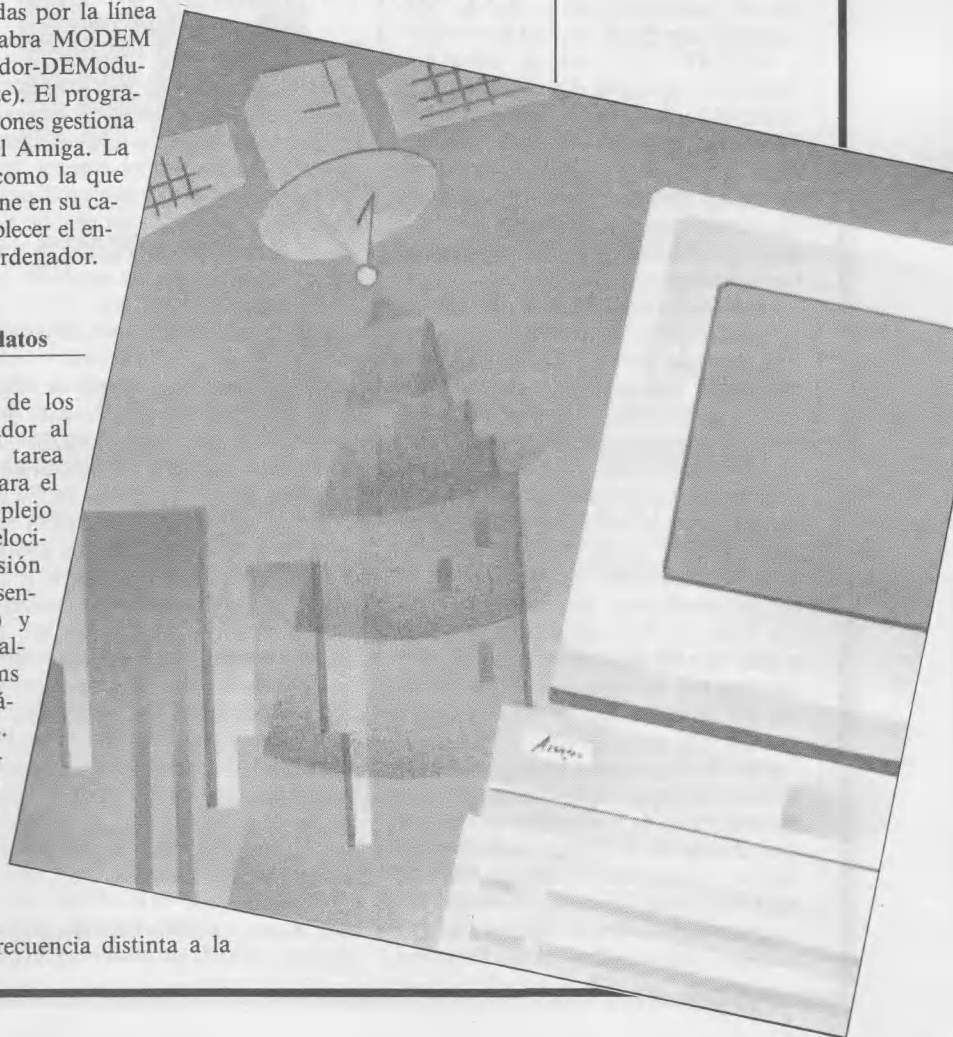 das por la línea
abra MODEM
dor-DEModu-
e). El progra-
ones gestiona
l Amiga. La
como la que
ne en su ca-
blecer el en-
rdenador.
latos
de los
ador al
tarea
ara el
plejo
eloci-
sión
sen-
) y
al-
ns
á-
.
-
recuencia distinta a la